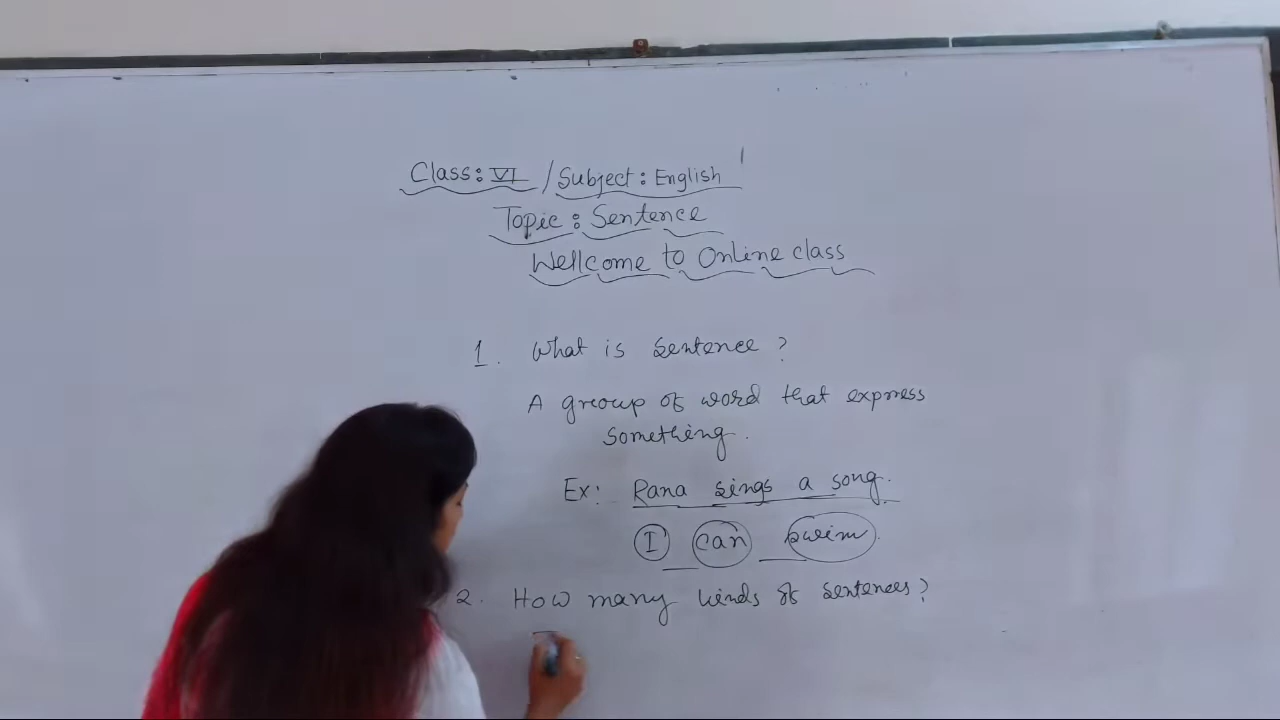 Class: VI / Subject: English
Topic: Sentence
Wellcome to Online class
1. What is sentence?
A greoup of word that express
something.
Ex: Rana sings a song.
I can swim.
2. How many kinds of sentences?